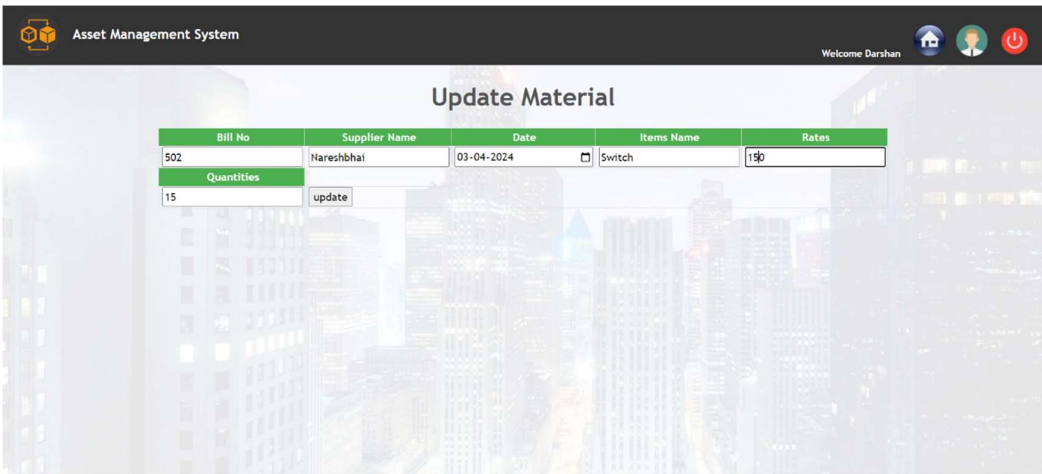 Asset Management System
Welcome Darshan
Update Material
Bill No Supplier Name Date Items Name Rates
502 Nareshbhai 03-04-2024 Switch 150
Quantities
15 update